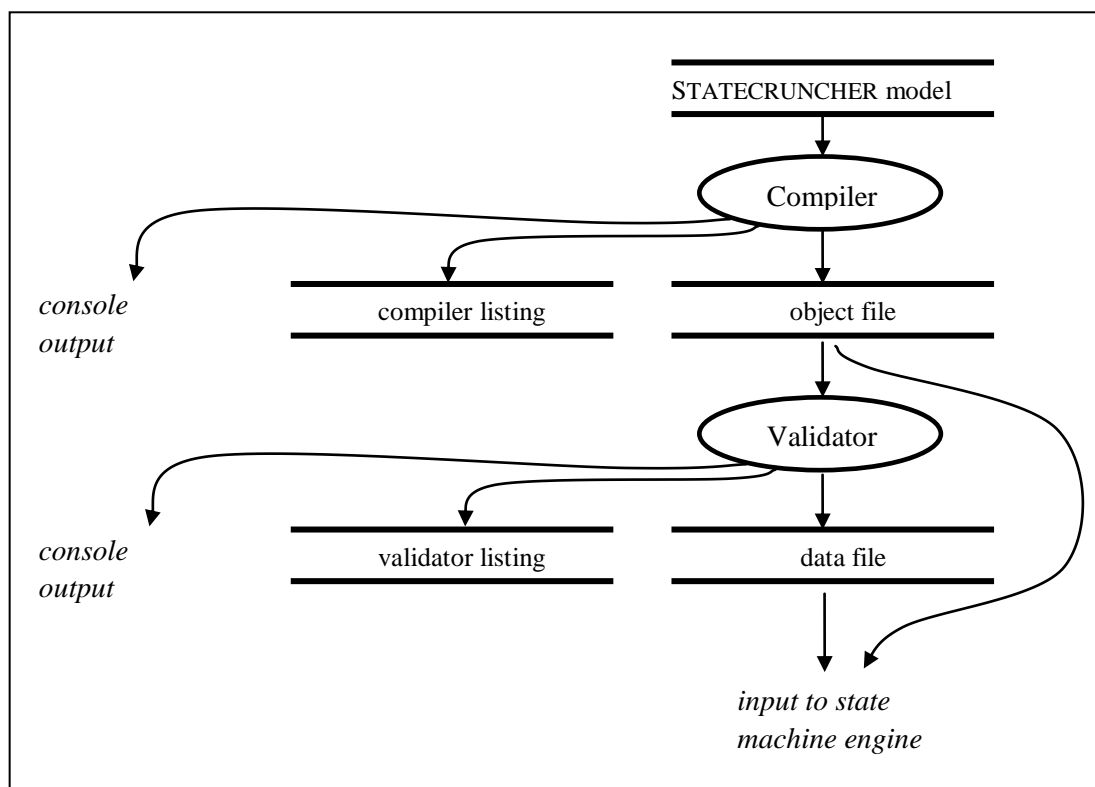 STATECRUNCHER model
Compiler
console
output
compiler listing
object file
Validator
console
output
validator listing
data file
input to state
machine engine